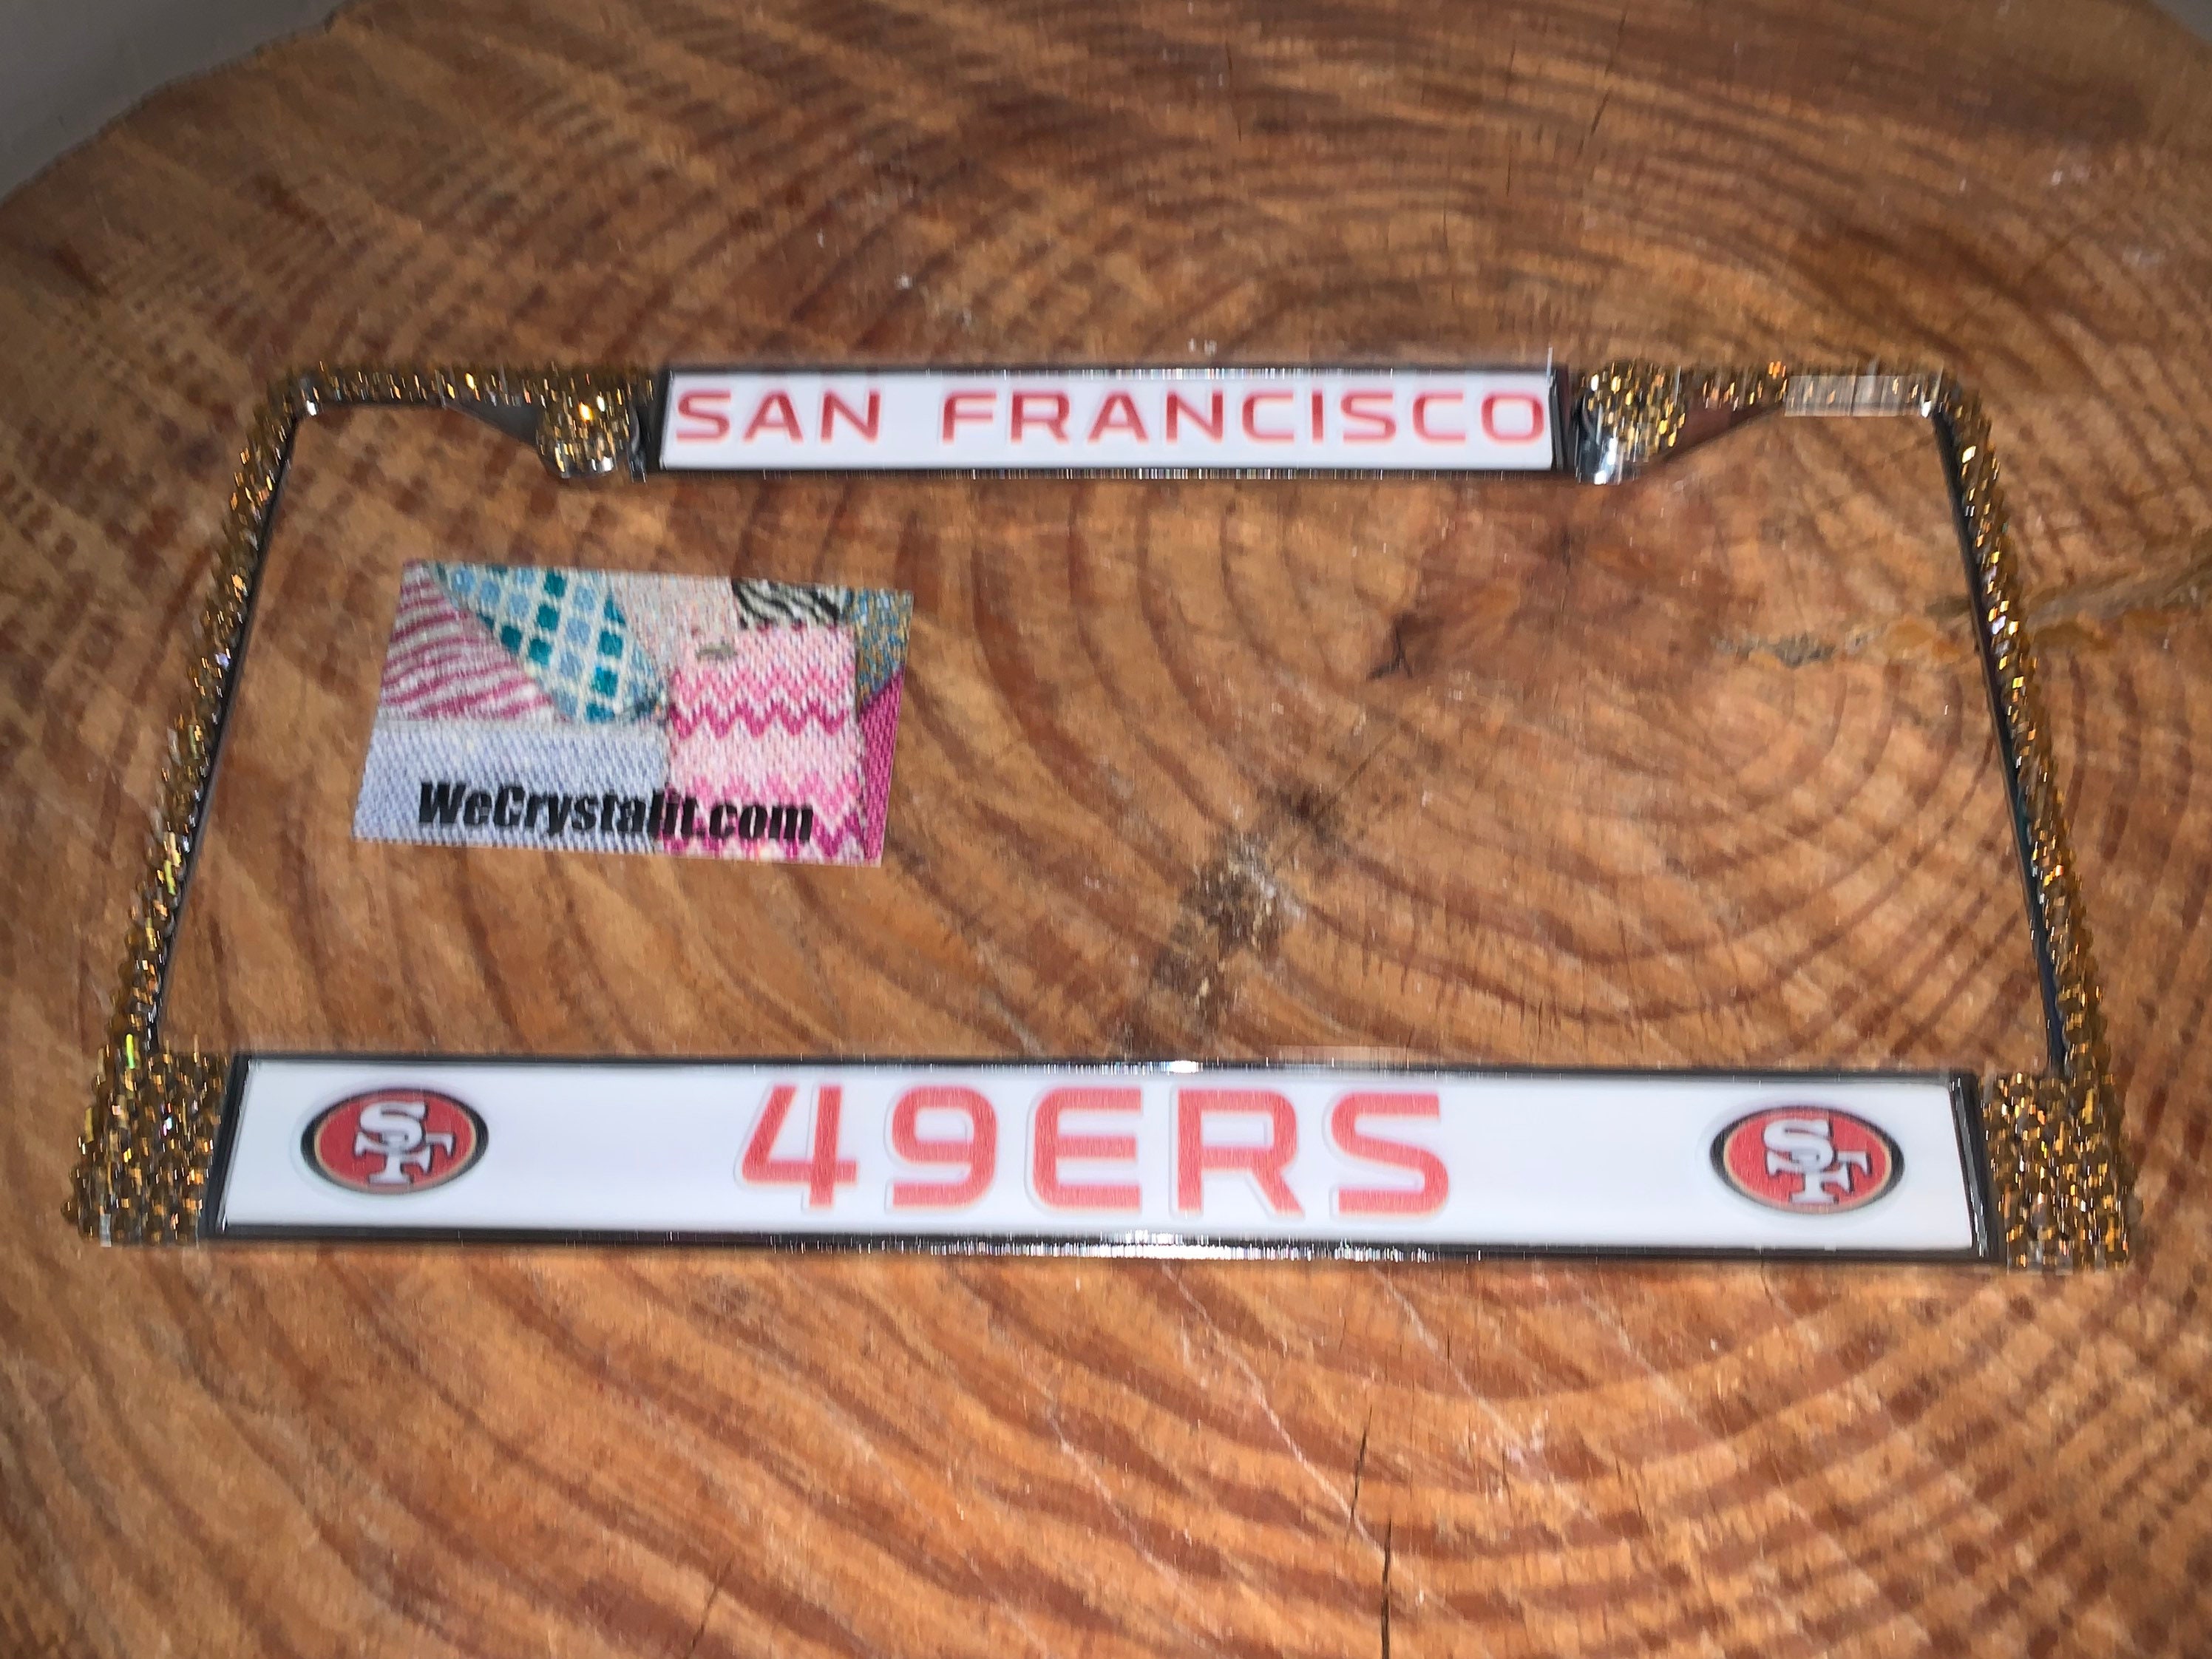 SAN FRANCISCO
WeCrystalit.com
SF 49ERS SF